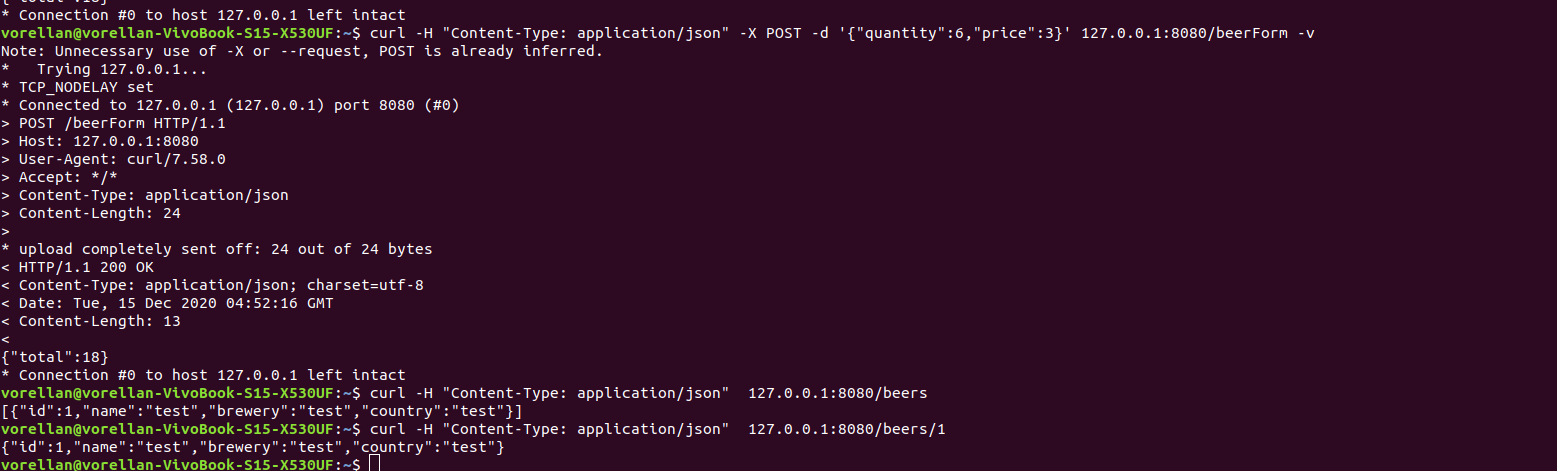 {"total":18}
* Connection #0 to host 127.0.0.1 left intact
vorellan@vorellan-VivoBook-S15-X530UF:~$ curl -H "Content-Type: application/json" -X POST -d '{"quantity":6,"price":3}' 127.0.0.1:8080/beerForm -v
Note: Unnecessary use of -X or --request, POST is already inferred.
*   Trying 127.0.0.1...
* TCP_NODELAY set
* Connected to 127.0.0.1 (127.0.0.1) port 8080 (#0)
> POST /beerForm HTTP/1.1
> Host: 127.0.0.1:8080
> User-Agent: curl/7.58.0
> Accept: */*
> Content-Type: application/json
> Content-Length: 24
>
* upload completely sent off: 24 out of 24 bytes
< HTTP/1.1 200 OK
< Content-Type: application/json; charset=utf-8
< Date: Tue, 15 Dec 2020 04:52:16 GMT
< Content-Length: 13
<
{"total":18}
* Connection #0 to host 127.0.0.1 left intact
vorellan@vorellan-VivoBook-S15-X530UF:~$ curl -H "Content-Type: application/json"  127.0.0.1:8080/beers
[{"id":1,"name":"test","brewery":"test","country":"test"}]
vorellan@vorellan-VivoBook-S15-X530UF:~$ curl -H "Content-Type: application/json"  127.0.0.1:8080/beers/1
{"id":1,"name":"test","brewery":"test","country":"test"}
vorellan@vorellan-VivoBook-S15-X530UF:~$